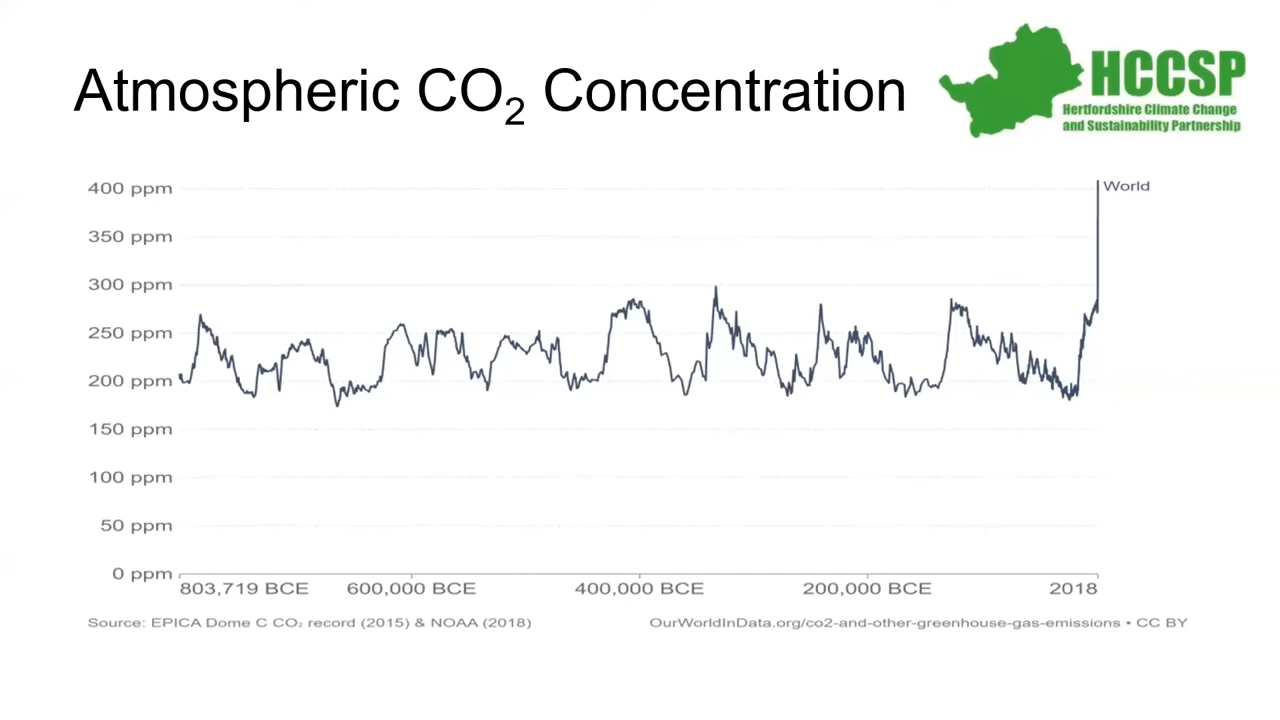 Atmospheric CO₂ Concentration
HCCSP
Hertfordshire Climate Change
and Sustainability Partnership
400 ppm
World
350 ppm
300 ppm
250 ppm
200 ppm
150 ppm
100 ppm
50 ppm
0 ppm
803,719 BCE 600,000 BCE 400,000 BCE 200,000 BCE 2018
Source: EPICA Dome C CO₂ record (2015) & NOAA (2018) OurWorldInData.org/co2-and-other-greenhouse-gas-emissions • CC BY